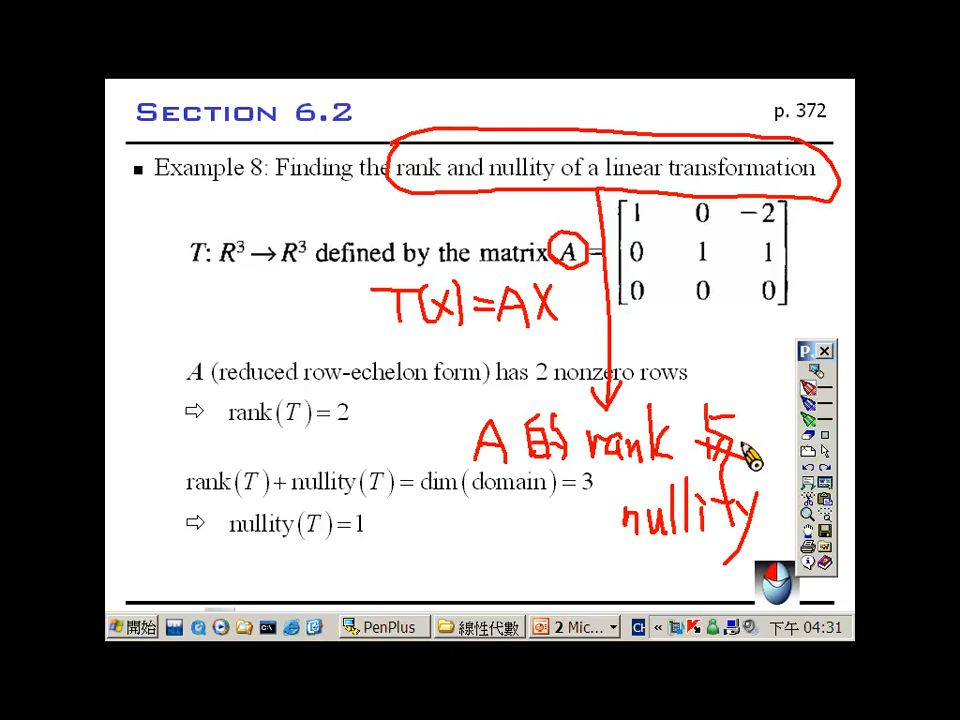 SECTION 6.2
p. 372
▪ Example 8: Finding the rank and nullity of a linear transformation
T: R³ → R³ defined by the matrix A = [1 0 −2
0 1 1
0 0 0]
T(x) = AX
A (reduced row-echelon form) has 2 nonzero rows
⇨ rank(T) = 2
A 的 rank 与
rank(T) + nullity(T) = dim(domain) = 3
nullity
⇨ nullity(T) = 1
P.
開始 PenPlus 線性代數 2 Mic... CH « 下午 04:31